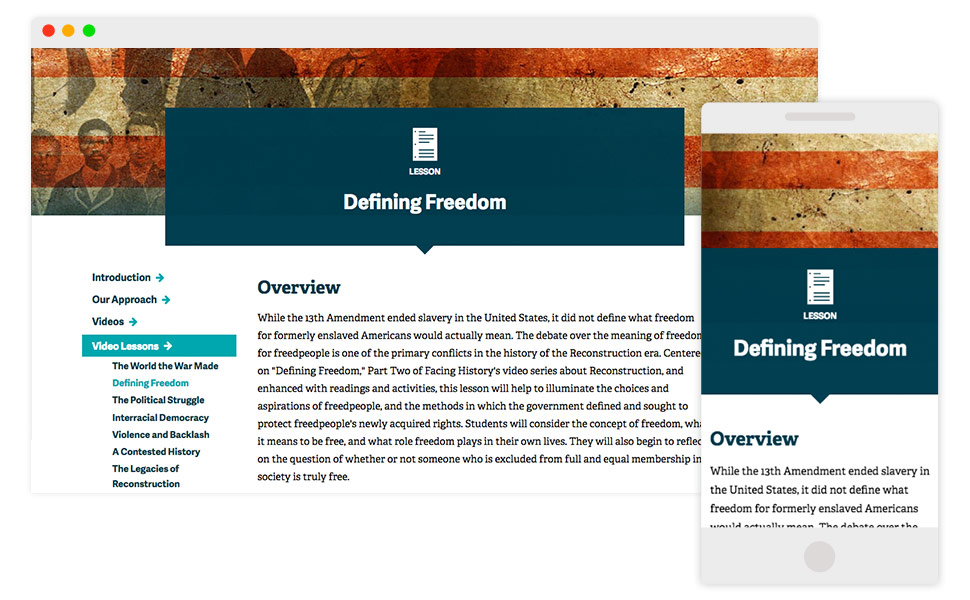 LESSON
Defining Freedom
Introduction →
Our Approach →
Videos →
Video Lessons →
The World the War Made
Defining Freedom
The Political Struggle
Interracial Democracy
Violence and Backlash
A Contested History
The Legacies of
Reconstruction
Overview
While the 13th Amendment ended slavery in the United States, it did not define what freedom
for formerly enslaved Americans would actually mean. The debate over the meaning of freedom
for freedpeople is one of the primary conflicts in the history of the Reconstruction era. Centere
on "Defining Freedom," Part Two of Facing History's video series about Reconstruction, and
enhanced with readings and activities, this lesson will help to illuminate the choices and
aspirations of freedpeople, and the methods in which the government defined and sought to
protect freedpeople's newly acquired rights. Students will consider the concept of freedom, wha
it means to be free, and what role freedom plays in their own lives. They will also begin to reflec
on the question of whether or not someone who is excluded from full and equal membership in
society is truly free.
LESSON
Defining Freedom
Overview
While the 13th Amendment ended slavery in
the United States, it did not define what
freedom for formerly enslaved Americans
would actually mean. The debate over the